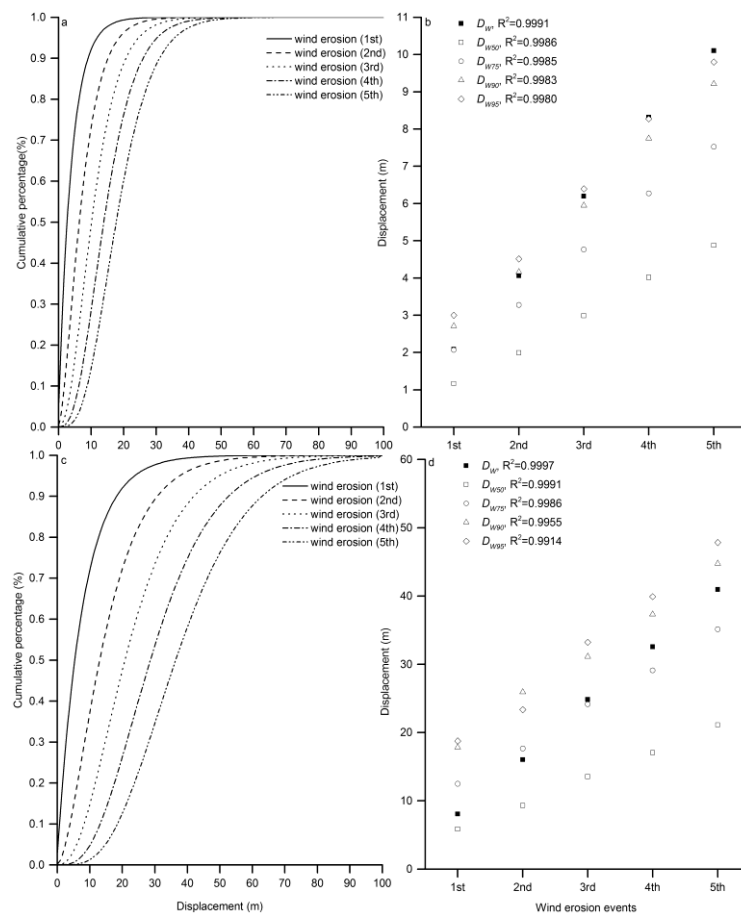 a
1.0
0.9
0.8
0.7
0.6
0.5
0.4
0.3
0.2
0.1
0.0
Cumulative percentage(%)
wind erosion (1st)
wind erosion (2nd)
wind erosion (3rd)
wind erosion (4th)
wind erosion (5th)
0 10 20 30 40 50 60 70 80 90 100
b
11
10
9
8
7
6
5
4
3
2
1
0
Displacement (m)
DW, R²=0.9991
DW50, R²=0.9986
DW75, R²=0.9985
DW90, R²=0.9983
DW95, R²=0.9980
1st 2nd 3rd 4th 5th
c
1.0
0.9
0.8
0.7
0.6
0.5
0.4
0.3
0.2
0.1
0.0
Cumulative percentage (%)
wind erosion (1st)
wind erosion (2nd)
wind erosion (3rd)
wind erosion (4th)
wind erosion (5th)
0 10 20 30 40 50 60 70 80 90 100
Displacement (m)
d
60
50
40
30
20
10
0
Displacement (m)
DW, R²=0.9997
DW50, R²=0.9991
DW75, R²=0.9986
DW90, R²=0.9955
DW95, R²=0.9914
1st 2nd 3rd 4th 5th
Wind erosion events